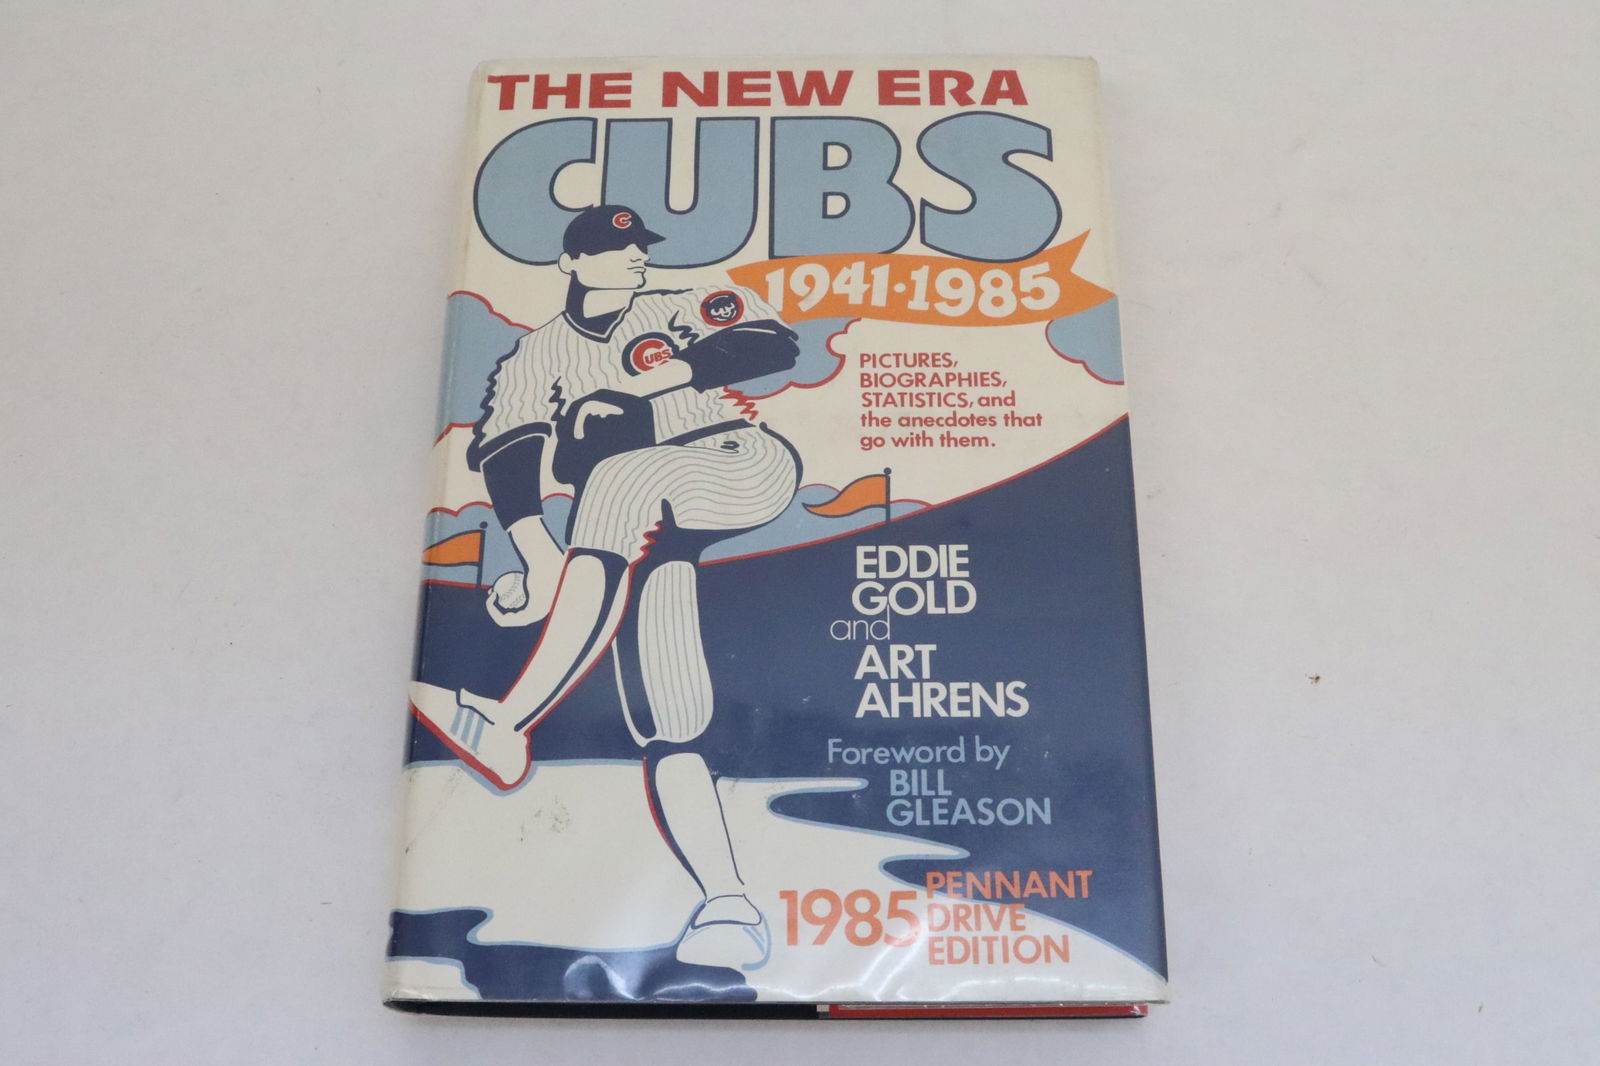 THE NEW ERA
CUBS
C
1941·1985
CUBS
PICTURES,
BIOGRAPHIES,
STATISTICS, and
the anecdotes that
go with them.
EDDIE
GOLD
and
ART
AHRENS
Foreword by
BILL
GLEASON
1985 PENNANT
DRIVE
EDITION